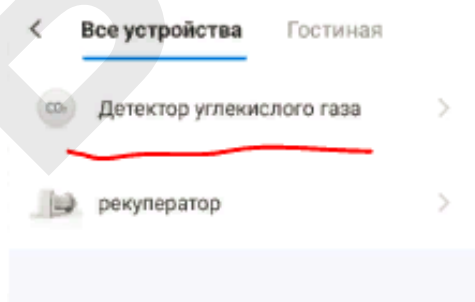 Все устройства Гостиная
CO₂ Детектор углекислого газа
рекуператор